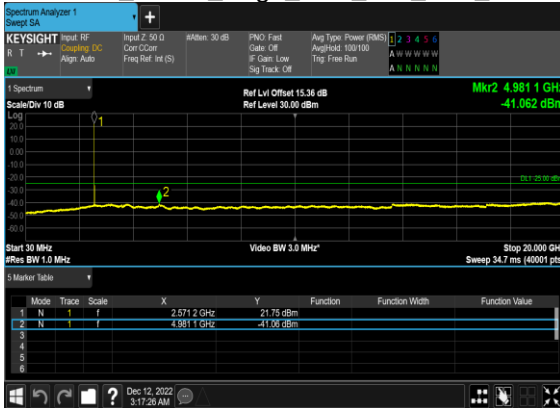 Spectrum Analyzer 1
Swept SA
KEYSIGHT Input: RF Input Z: 50 Ω #Atten: 30 dB PNO: Fast Avg Type: Power (RMS) 1 2 3 4 5 6
R T Coupling: DC Corr CCorr Gate: Off Avg|Hold: 100/100 A W W W W W
Align: Auto Freq Ref: Int (S) IF Gain: Low Trig: Free Run
Sig Track: Off A N N N N N
1 Spectrum Ref Lvl Offset 15.36 dB Mkr2 4.981 1 GHz
Scale/Div 10 dB Ref Level 30.00 dBm -41.062 dBm
Log
20.0
10.0
0.00
-10.0
-20.0
-30.0
-40.0
-50.0
-60.0
1
2
Start 30 MHz Video BW 3.0 MHz* Stop 20.000 GH
#Res BW 1.0 MHz Sweep 34.7 ms (40001 pts
5 Marker Table
Mode Trace Scale X Y Function Function Width Function Value
1 N 1 f 2.571 2 GHz 21.75 dBm
2 N 1 f 4.981 1 GHz -41.06 dBm
3
4
5
6
? Dec 12, 2022
3:17:26 AM